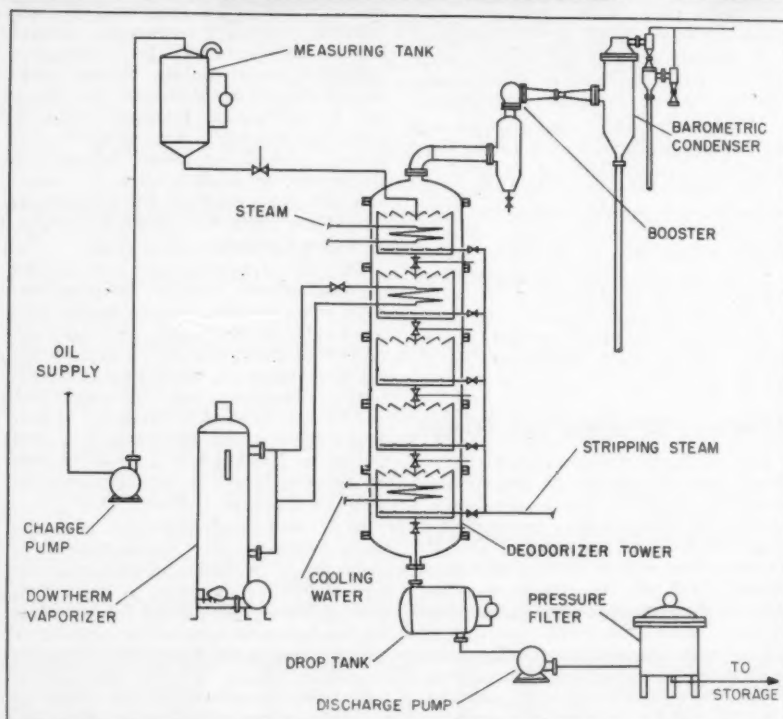 MEASURING TANK
BAROMETRIC
CONDENSER
STEAM
BOOSTER
OIL
SUPPLY
STRIPPING STEAM
CHARGE
PUMP
DEODORIZER TOWER
COOLING
WATER
DOWTHERM
VAPORIZER
PRESSURE
FILTER
DROP TANK
TO
STORAGE
DISCHARGE PUMP